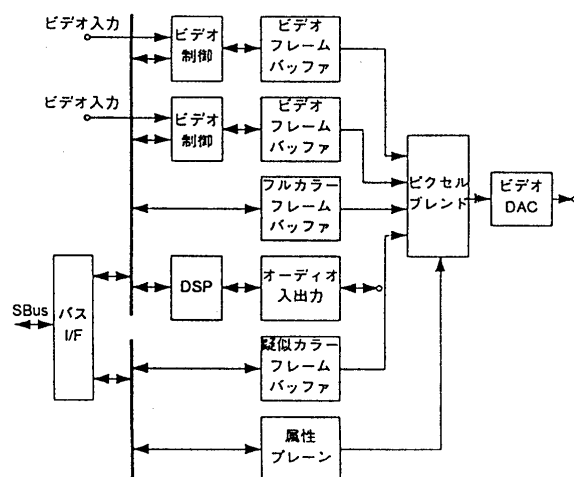 ビデオ入力
ビデオ
制御
ビデオ
フレーム
バッファ
ビデオ入力
ビデオ
制御
ビデオ
フレーム
バッファ
ピクセル
ブレンド
ビデオ
DAC
フルカラー
フレーム
バッファ
SBus
バス
I/F
DSP
オーディオ
入出力
疑似カラー
フレーム
バッファ
属性
プレーン